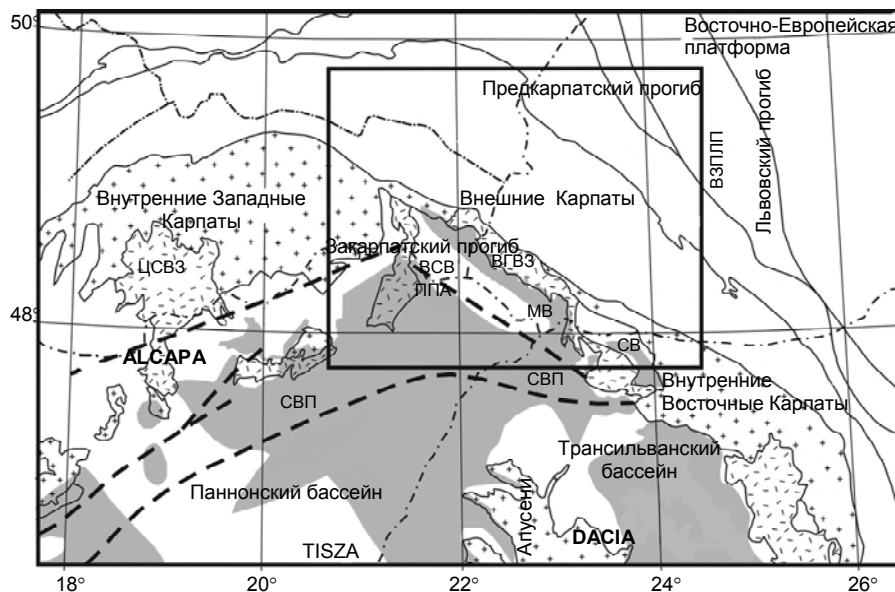 50°
Восточно-Европейская
платформа
Предкарпатский прогиб
ВЗПЛП
Львовский прогиб
Внутренние Западные
Карпаты
Внешние Карпаты
Закарпатский прогиб
ЦСВЗ
ВСВ
ВГВЗ
ППА
МВ
48°
СВ
ALCAPA
СВП
СВП
Внутренние
Восточные Карпаты
Трансильванский
бассейн
Паннонский бассейн
Апусени
TISZA
DACIA
18°
20°
22°
24°
26°